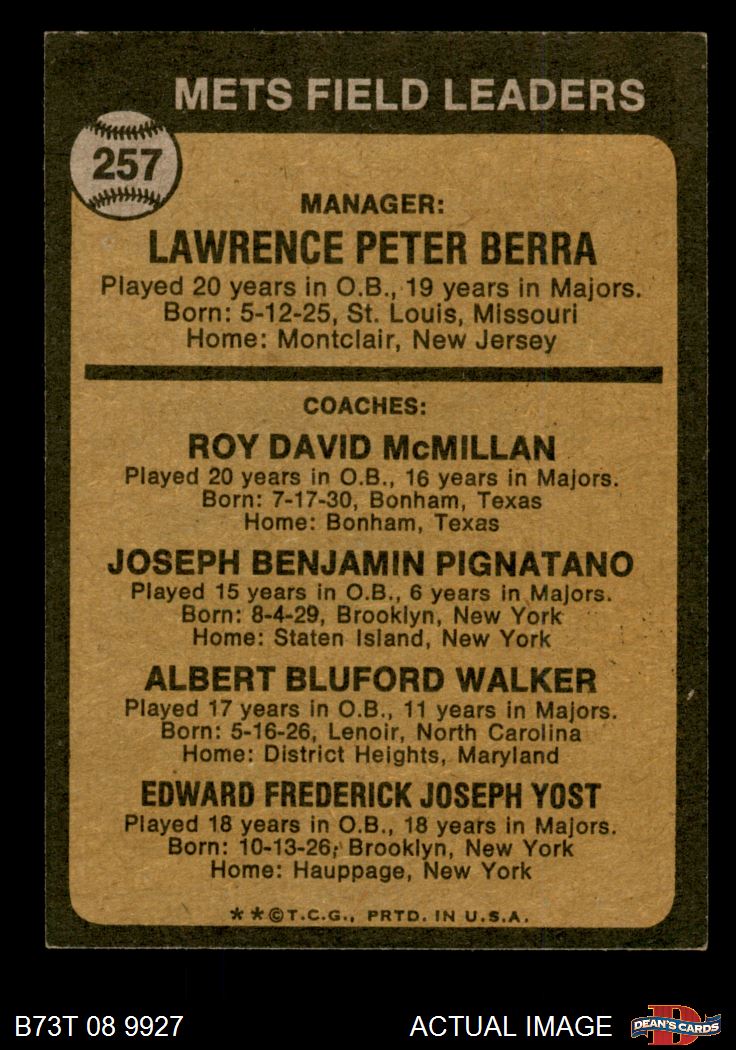 METS FIELD LEADERS
257
MANAGER:
LAWRENCE PETER BERRA
Played 20 years in O.B., 19 years in Majors.
Born: 5-12-25, St. Louis, Missouri
Home: Montclair, New Jersey
COACHES:
ROY DAVID McMILLAN
Played 20 years in O.B., 16 years in Majors.
Born: 7-17-30, Bonham, Texas
Home: Bonham, Texas
JOSEPH BENJAMIN PIGNATANO
Played 15 years in O.B., 6 years in Majors.
Born: 8-4-29, Brooklyn, New York
Home: Staten Island, New York
ALBERT BLUFORD WALKER
Played 17 years in O.B., 11 years in Majors.
Born: 5-16-26, Lenoir, North Carolina
Home: District Heights, Maryland
EDWARD FREDERICK JOSEPH YOST
Played 18 years in O.B., 18 years in Majors.
Born: 10-13-26, Brooklyn, New York
Home: Hauppage, New York
**©T.C.G., PRTD. IN U.S.A.
B73T 08 9927
ACTUAL IMAGE
D
DEAN'S CARDS